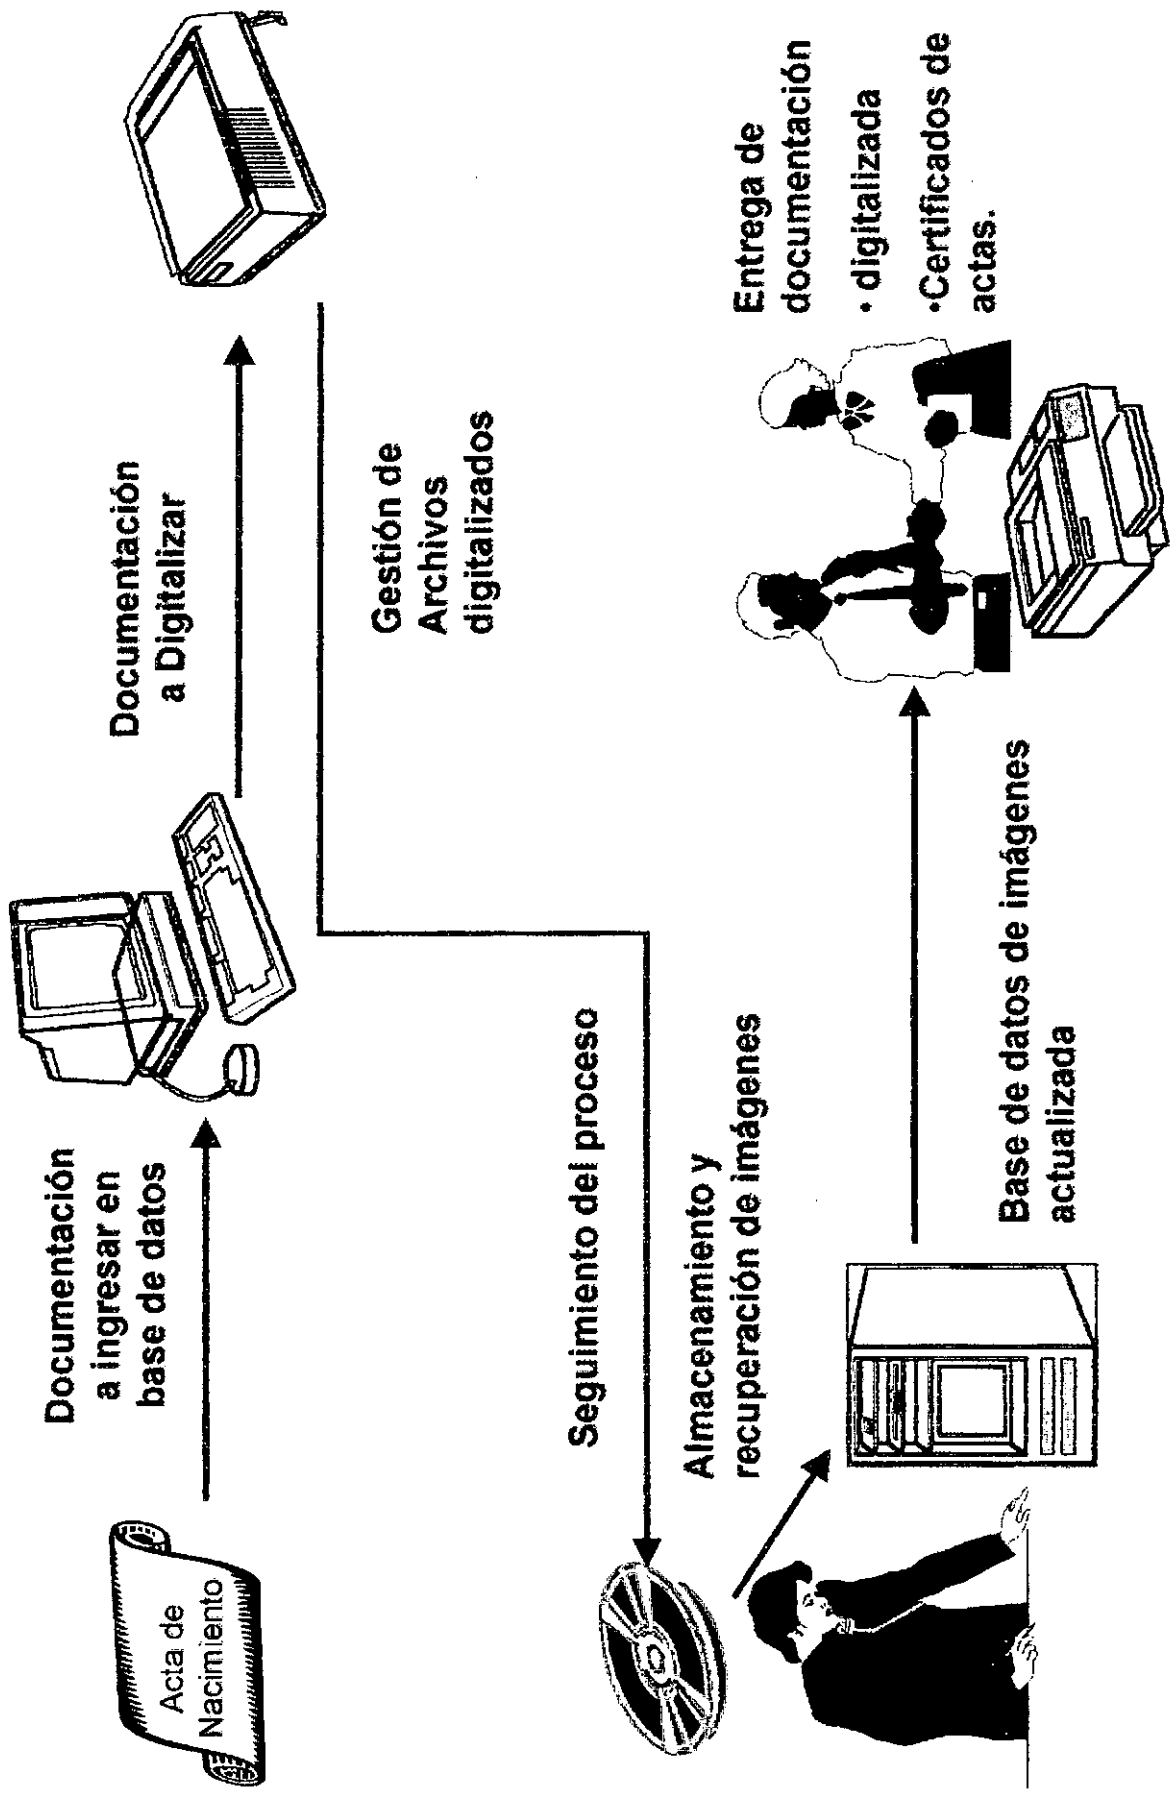 Acta de
Nacimiento
Documentación
a ingresar en
base de datos
Documentación
a Digitalizar
Gestión de
Archivos
digitalizados
Seguimiento del proceso
Almacenamiento y
recuperación de imágenes
Base de datos de imágenes
actualizada
Entrega de
documentación
• digitalizada
•Certificados de
actas.